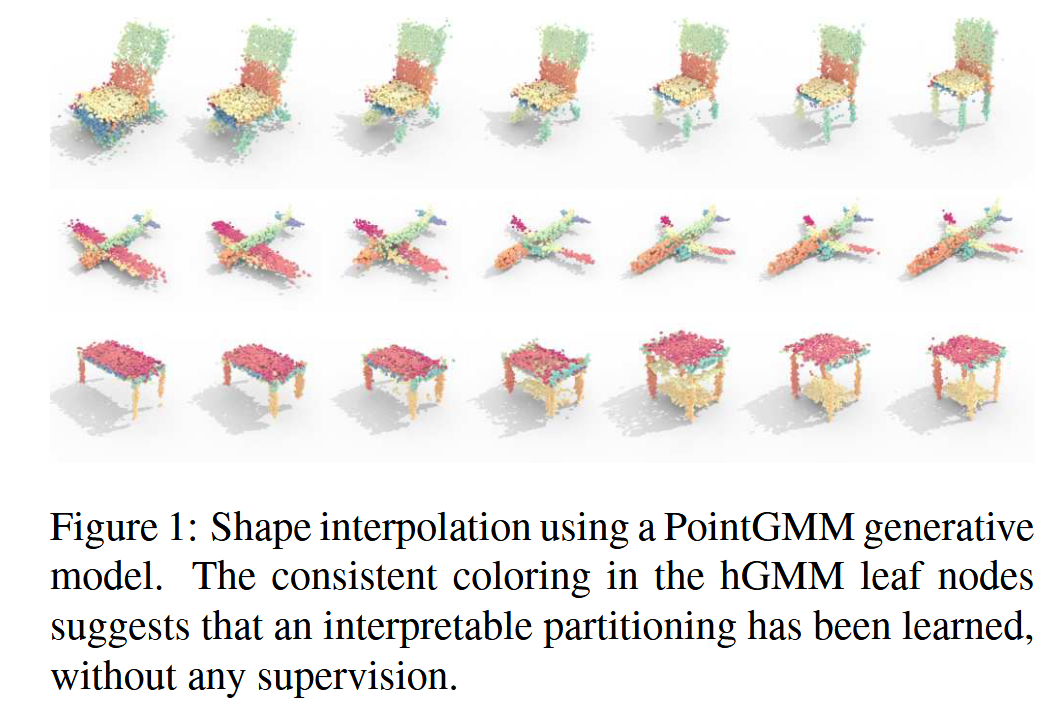 Figure 1: Shape interpolation using a PointGMM generative
model. The consistent coloring in the hGMM leaf nodes
suggests that an interpretable partitioning has been learned,
without any supervision.